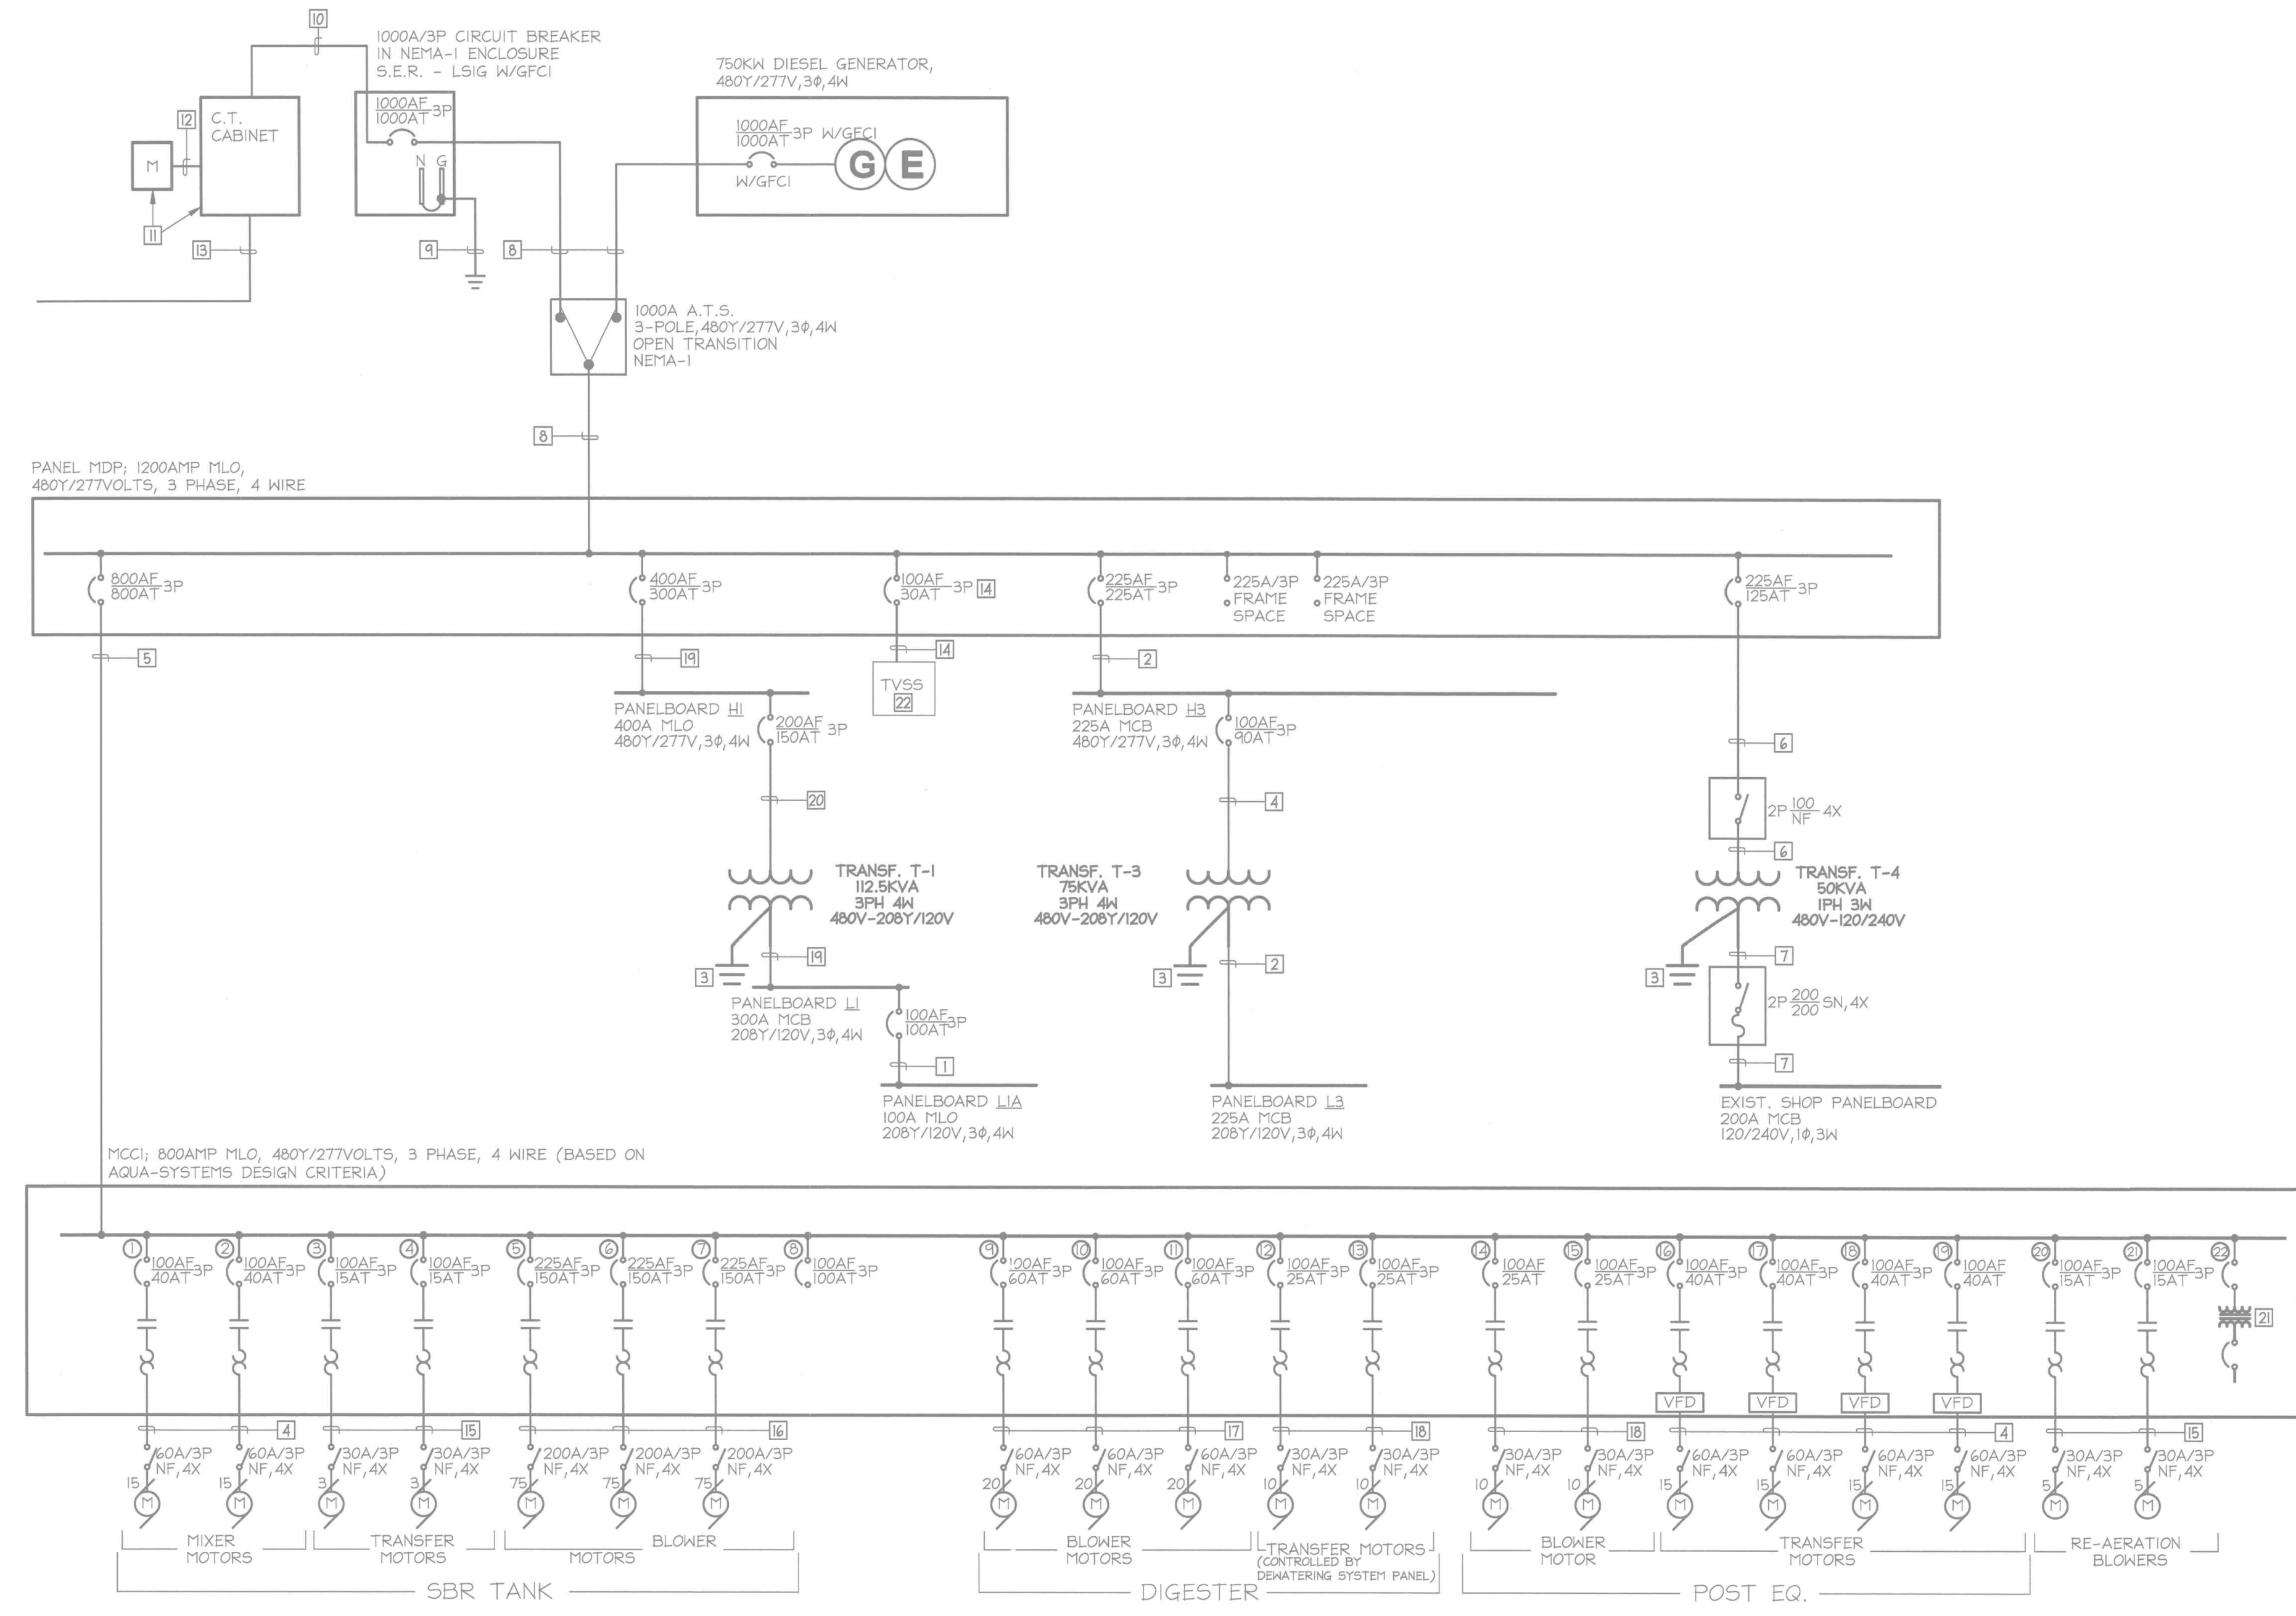 10
1000A/3P CIRCUIT BREAKER
IN NEMA-1 ENCLOSURE
S.E.R. - LSIG W/GFCI
750KW DIESEL GENERATOR,
480Y/277V,3Φ,4W
12
C.T.
CABINET
M
11
13
1000AF
1000AT
3P
N G
9
8
1000AF
1000AT
3P W/GFCI
W/GFCI
G E
1000A A.T.S.
3-POLE,480Y/277V,3Φ,4W
OPEN TRANSITION
NEMA-1
8
PANEL MDP; 1200AMP MLO,
480Y/277VOLTS, 3 PHASE, 4 WIRE
800AF
800AT
3P
400AF
300AT
3P
100AF
30AT
3P
14
225AF
225AT
3P
225A/3P
FRAME
SPACE
225A/3P
FRAME
SPACE
225AF
125AT
3P
5
19
14
2
TVSS
22
PANELBOARD H1
400A MLO
480Y/277V,3Φ,4W
200AF
150AT
3P
PANELBOARD H3
225A MCB
480Y/277V,3Φ,4W
100AF
90AT
3P
6
20
4
2P 100
NF
4X
6
TRANSF. T-1
112.5KVA
3PH 4W
480V-208Y/120V
TRANSF. T-3
75KVA
3PH 4W
480V-208Y/120V
TRANSF. T-4
50KVA
1PH 3W
480V-120/240V
3
19
3
2
3
7
PANELBOARD L1
300A MCB
208Y/120V,3Φ,4W
100AF
100AT
3P
2P 200
200
SN,4X
1
7
PANELBOARD L1A
100A MLO
208Y/120V,3Φ,4W
PANELBOARD L3
225A MCB
208Y/120V,3Φ,4W
EXIST. SHOP PANELBOARD
200A MCB
120/240V,1Φ,3W
MCC1; 800AMP MLO, 480Y/277VOLTS, 3 PHASE, 4 WIRE (BASED ON
AQUA-SYSTEMS DESIGN CRITERIA)
1 100AF
40AT
3P
2 100AF
40AT
3P
3 100AF
15AT
3P
4 100AF
15AT
3P
5 225AF
150AT
3P
6 225AF
150AT
3P
7 225AF
150AT
3P
8 100AF
100AT
3P
9 100AF
60AT
3P
10 100AF
60AT
3P
11 100AF
60AT
3P
12 100AF
25AT
3P
13 100AF
25AT
3P
14 100AF
25AT
15 100AF
25AT
3P
16 100AF
40AT
3P
17 100AF
40AT
3P
18 100AF
40AT
3P
19 100AF
40AT
20 100AF
15AT
3P
21 100AF
15AT
3P
22
21
VFD VFD VFD VFD
4 15 16 17 18 18 4 15
60A/3P
NF,4X
15
M
60A/3P
NF,4X
15
M
30A/3P
NF,4X
3
M
30A/3P
NF,4X
3
M
200A/3P
NF,4X
75
M
200A/3P
NF,4X
75
M
200A/3P
NF,4X
75
M
60A/3P
NF,4X
20
M
60A/3P
NF,4X
20
M
60A/3P
NF,4X
20
M
30A/3P
NF,4X
10
M
30A/3P
NF,4X
10
M
30A/3P
NF,4X
10
M
30A/3P
NF,4X
10
M
60A/3P
NF,4X
15
M
60A/3P
NF,4X
15
M
60A/3P
NF,4X
15
M
60A/3P
NF,4X
15
M
30A/3P
NF,4X
5
M
30A/3P
NF,4X
5
M
MIXER
MOTORS
TRANSFER
MOTORS
BLOWER
MOTORS
BLOWER
MOTORS
TRANSFER MOTORS
(CONTROLLED BY
DEWATERING SYSTEM PANEL)
BLOWER
MOTOR
TRANSFER
MOTORS
RE-AERATION
BLOWERS
SBR TANK
DIGESTER
POST EQ.